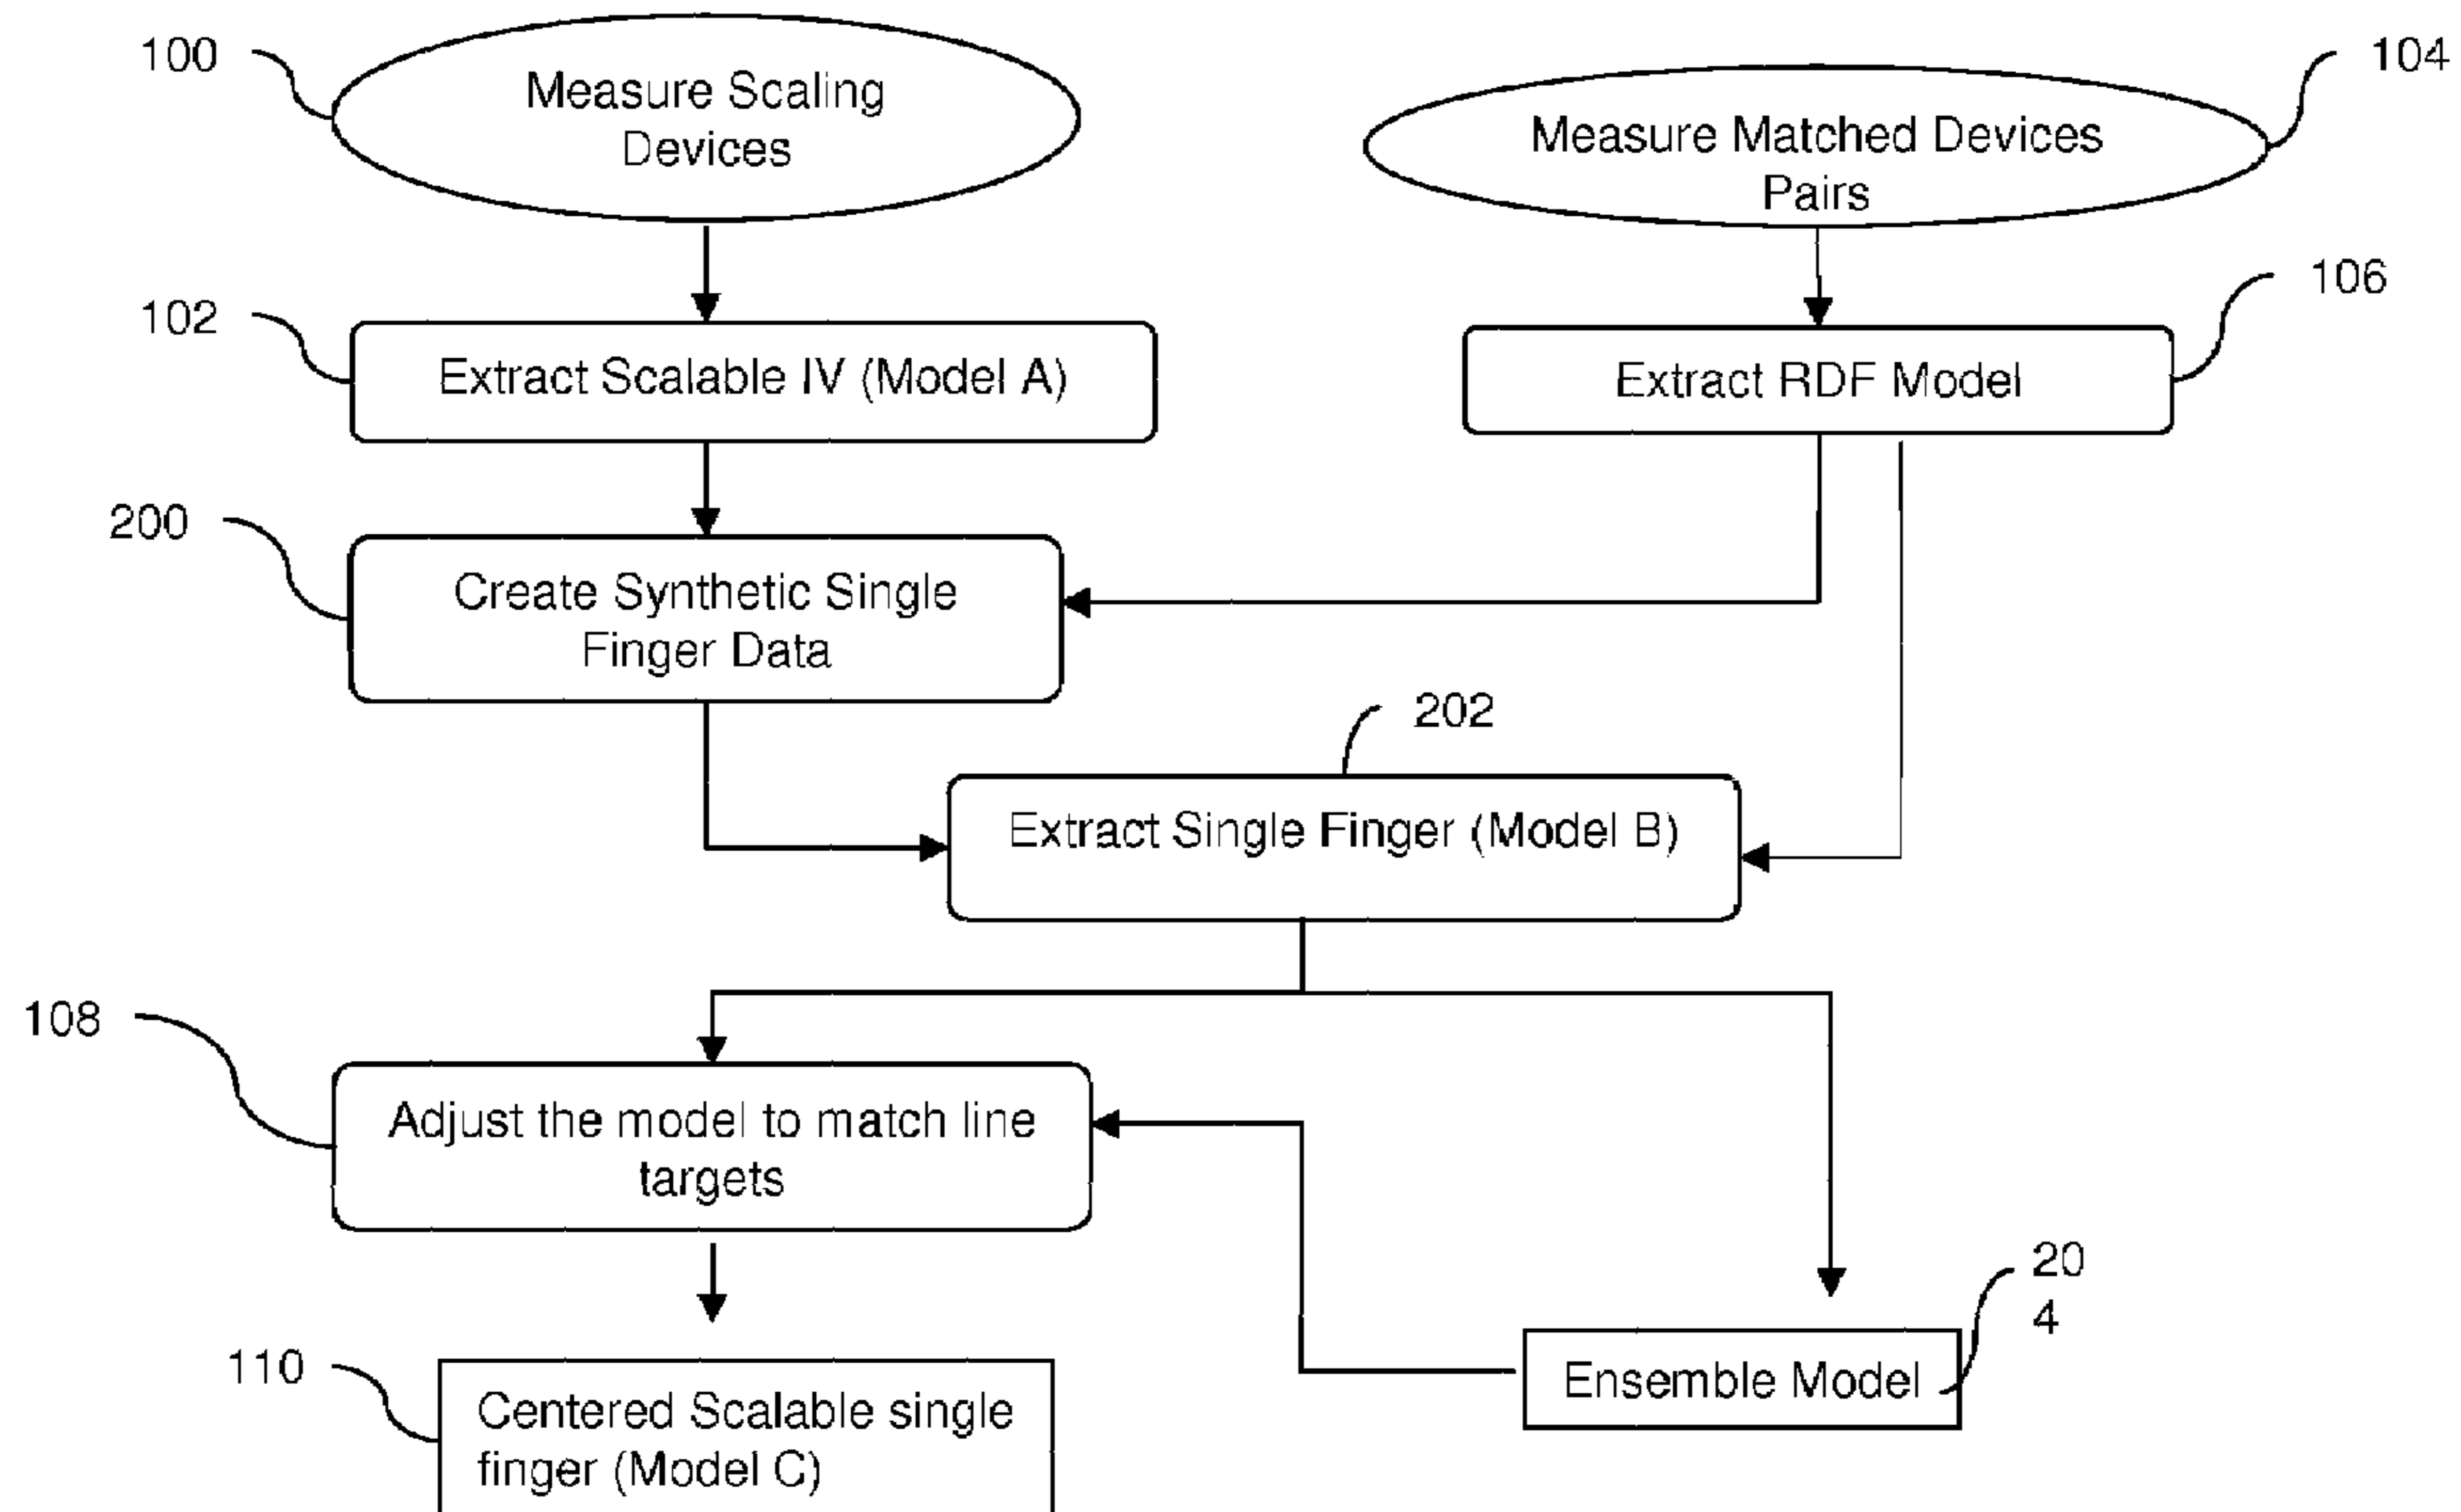 100
Measure Scaling
Devices
104
Measure Matched Devices
Pairs
102
Extract Scalable IV (Model A)
106
Extract RDF Model
200
Create Synthetic Single
Finger Data
202
Extract Single Finger (Model B)
108
Adjust the model to match line
targets
20
4
Ensemble Model
110
Centered Scalable single
finger (Model C)